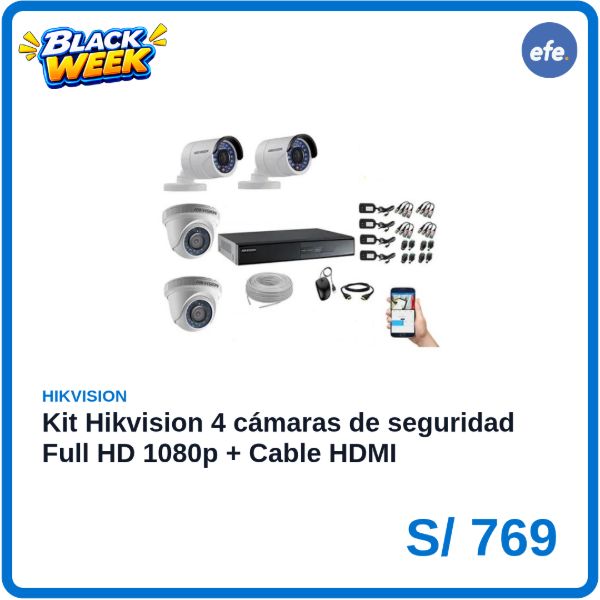 BLACK
WEEK
efe.
HIKVISION
Kit Hikvision 4 cámaras de seguridad
Full HD 1080p + Cable HDMI
S/ 769